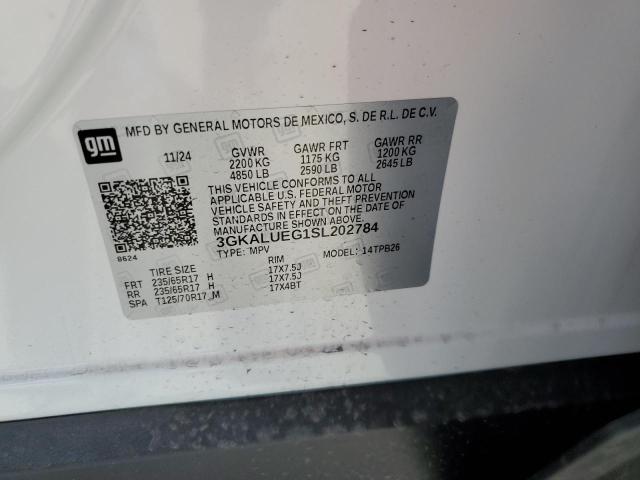 gm
MFD BY GENERAL MOTORS DE MEXICO, S. DE R.L. DE C.V.
11/24 GVWR GAWR FRT GAWR RR
2200 KG 1175 KG 1200 KG
4850 LB 2590 LB 2645 LB
THIS VEHICLE CONFORMS TO ALL
APPLICABLE U.S. FEDERAL MOTOR
VEHICLE SAFETY AND THEFT PREVENTION
STANDARDS IN EFFECT ON THE DATE OF
MANUFACTURE SHOWN ABOVE.
3GKALUEG1SL202784
8624
TYPE: MPV MODEL: 14TPB26
TIRE SIZE RIM
FRT 235/65R17 H 17X7.5J
RR 235/65R17 H 17X7.5J
SPA T125/70R17 M 17X4BT